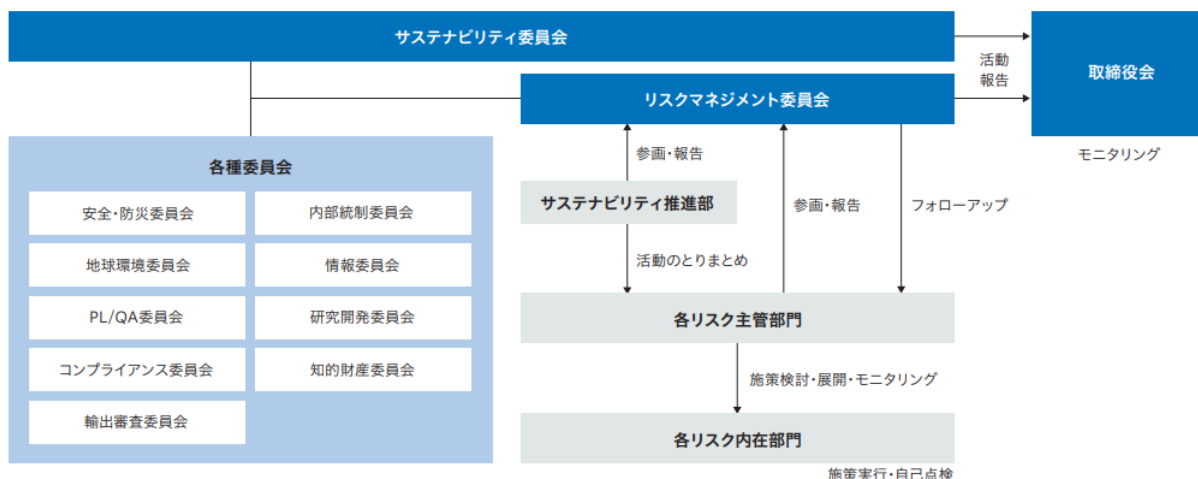 サステナビリティ委員会
活動
報告
取締役会
モニタリング
リスクマネジメント委員会
各種委員会
安全・防災委員会
内部統制委員会
地球環境委員会
情報委員会
PL/QA委員会
研究開発委員会
コンプライアンス委員会
知的財産委員会
輸出審査委員会
参画・報告
サステナビリティ推進部
参画・報告
フォローアップ
活動のとりまとめ
各リスク主管部門
施策検討・展開・モニタリング
各リスク内在部門
施策実行・自己点検